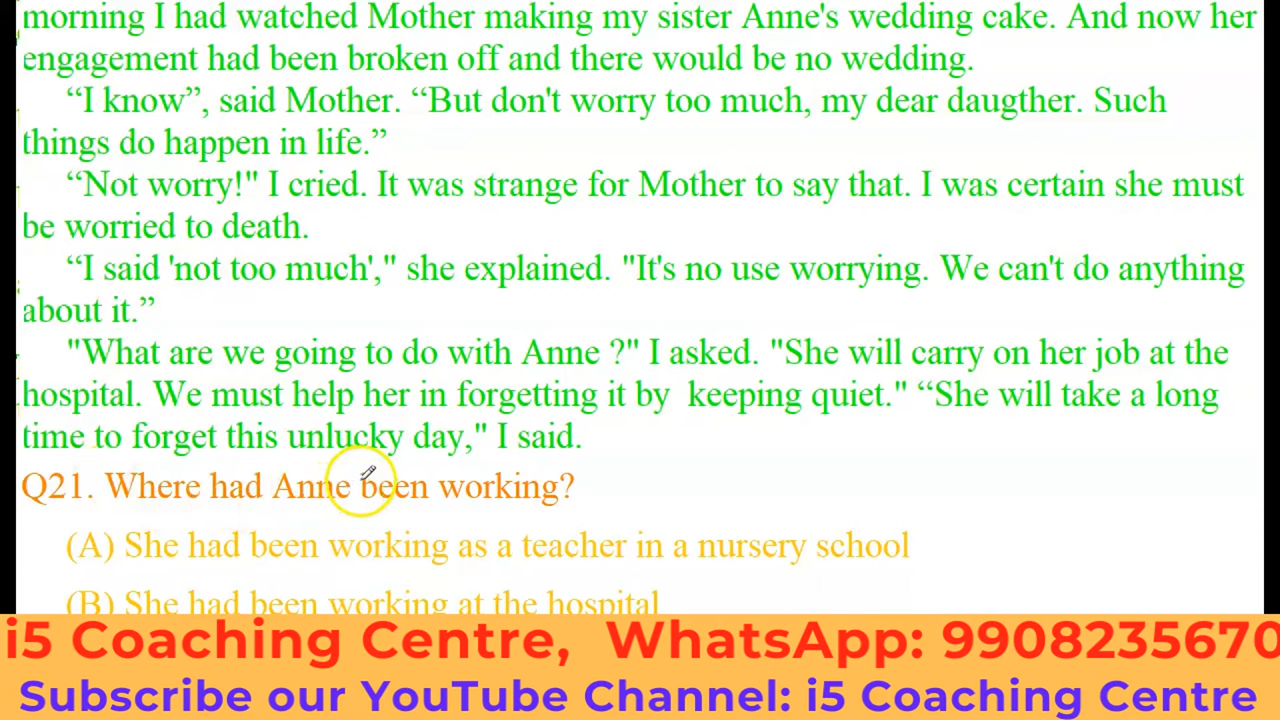 morning I had watched Mother making my sister Anne's wedding cake. And now her
engagement had been broken off and there would be no wedding.
“I know”, said Mother. “But don't worry too much, my dear daugther. Such
things do happen in life.”
“Not worry!" I cried. It was strange for Mother to say that. I was certain she must
be worried to death.
“I said 'not too much'," she explained. "It's no use worrying. We can't do anything
about it.”
"What are we going to do with Anne ?" I asked. "She will carry on her job at the
hospital. We must help her in forgetting it by keeping quiet." “She will take a long
time to forget this unlucky day," I said.
Q21. Where had Anne been working?
(A) She had been working as a teacher in a nursery school
(B) She had been working at the hospital
i5 Coaching Centre, WhatsApp: 9908235670
Subscribe our YouTube Channel: i5 Coaching Centre